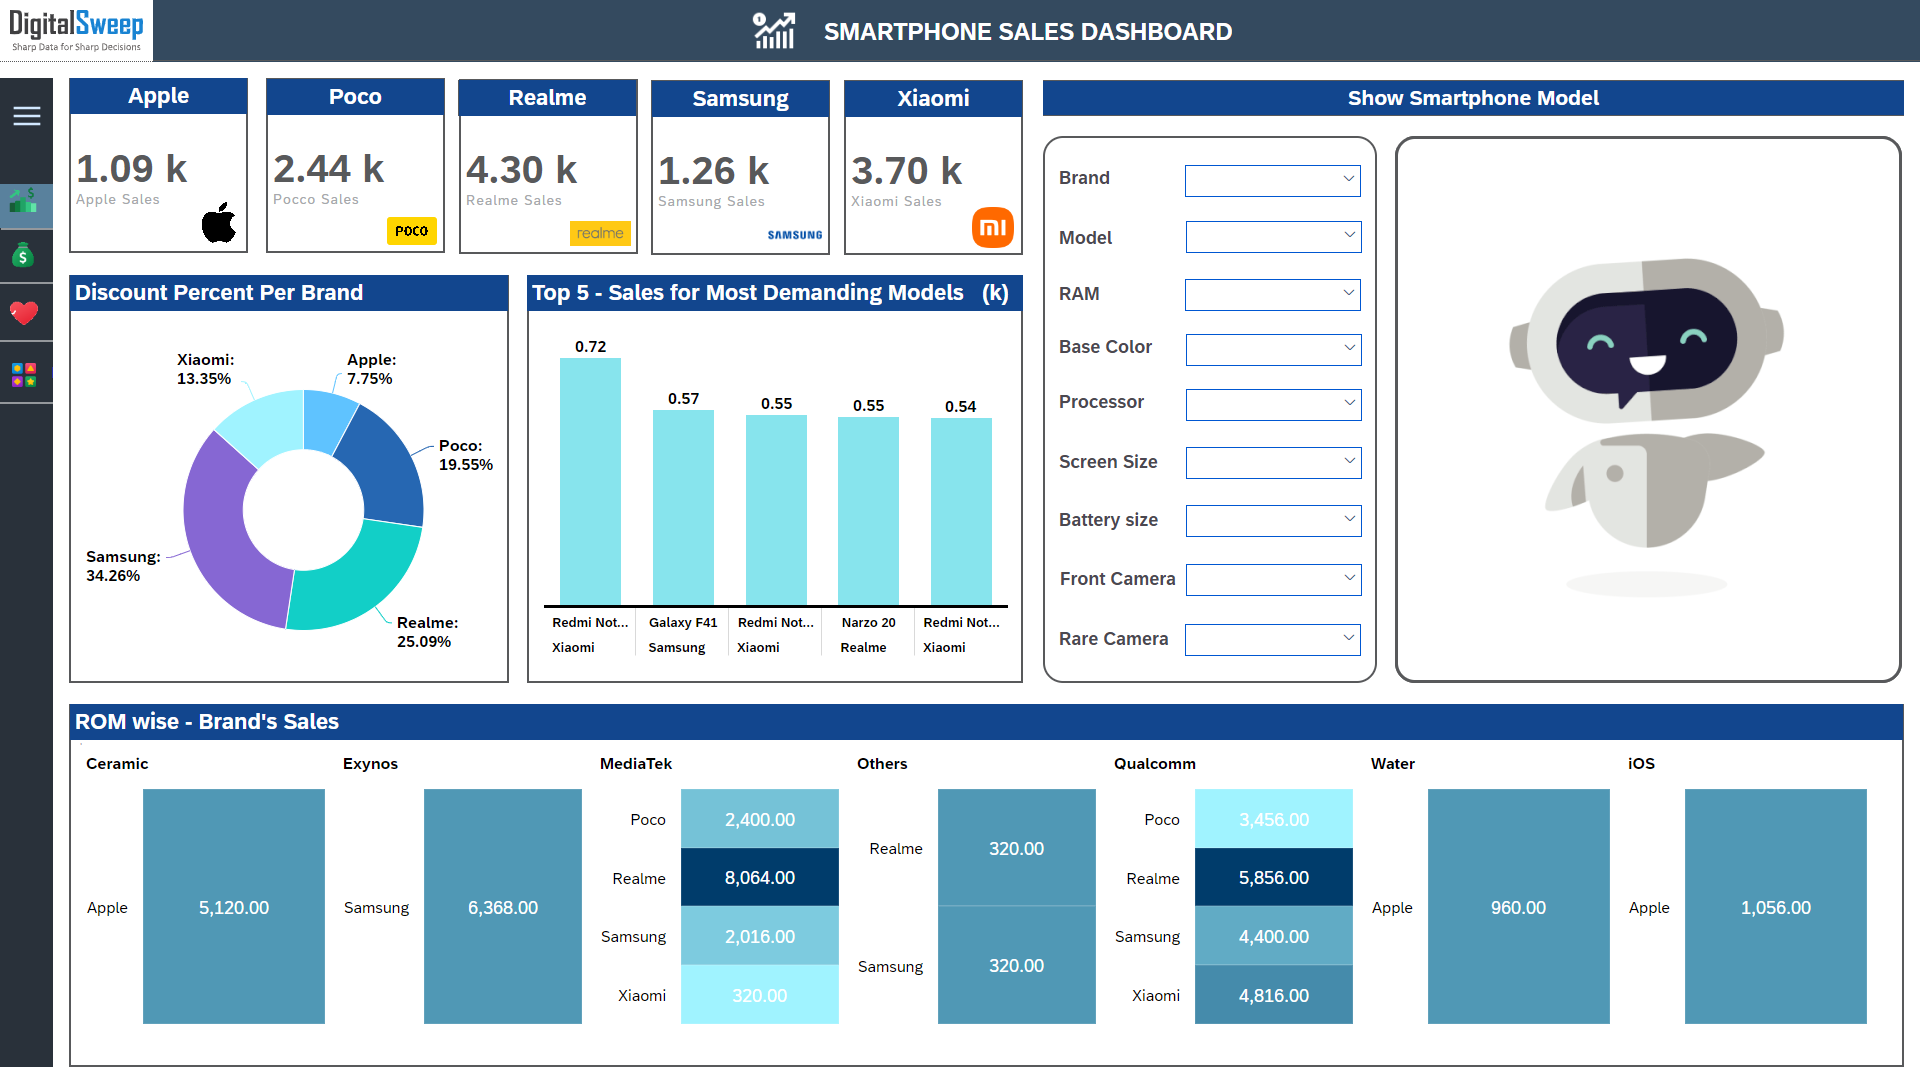 DigitalSweep
Sharp Data for Sharp Decisions
SMARTPHONE SALES DASHBOARD
Apple
1.09 k
Apple Sales
Poco
2.44 k
Pocco Sales
POCO
Realme
4.30 k
Realme Sales
realme
Samsung
1.26 k
Samsung Sales
SAMSUNG
Xiaomi
3.70 k
Xiaomi Sales
mi
Show Smartphone Model
Brand
Model
RAM
Base Color
Processor
Screen Size
Battery size
Front Camera
Rare Camera
Discount Percent Per Brand
Xiaomi:
13.35%
Apple:
7.75%
Poco:
19.55%
Samsung:
34.26%
Realme:
25.09%
Top 5 - Sales for Most Demanding Models (k)
0.72
0.57
0.55
0.55
0.54
Redmi Not... Galaxy F41 Redmi Not... Narzo 20 Redmi Not...
Xiaomi Samsung Xiaomi Realme Xiaomi
ROM wise - Brand's Sales
Ceramic
Apple 5,120.00
Exynos
Samsung 6,368.00
MediaTek
Poco 2,400.00
Realme 8,064.00
Samsung 2,016.00
Xiaomi 320.00
Others
Realme 320.00
Samsung 320.00
Qualcomm
Poco 3,456.00
Realme 5,856.00
Samsung 4,400.00
Xiaomi 4,816.00
Water
Apple 960.00
iOS
Apple 1,056.00